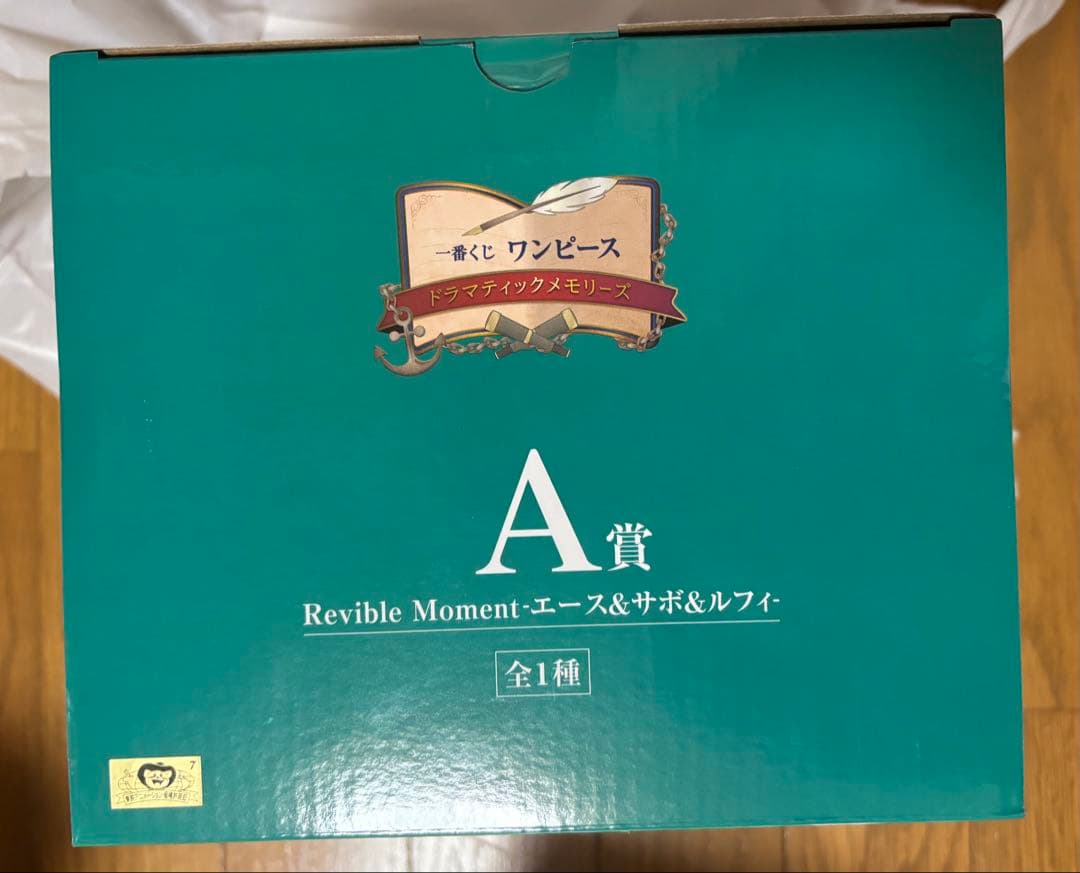 一番くじ ワンピース
ドラマティックメモリーズ
A賞
Revible Moment-エース&サボ&ルフィ-
全1種
7